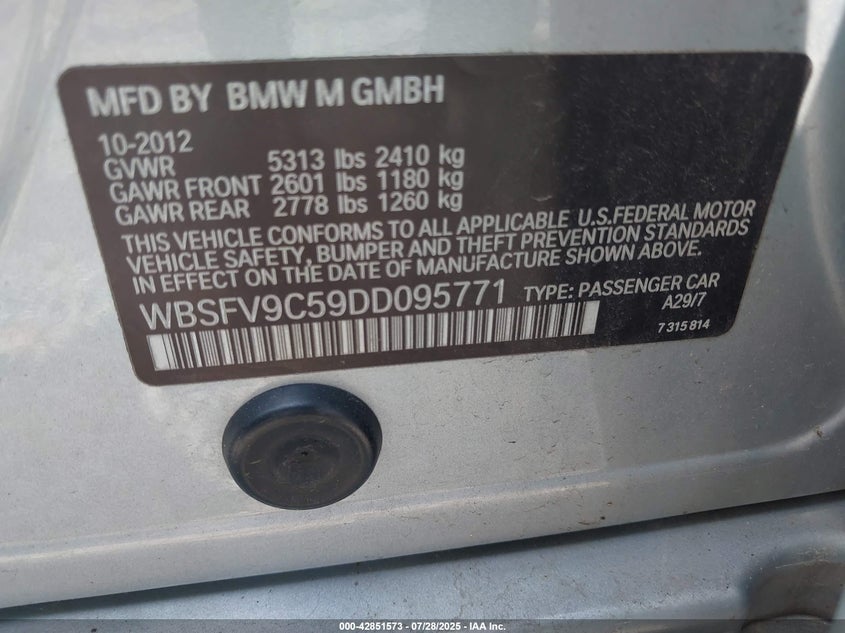 MFD BY BMW M GMBH
10-2012
GVWR 5313 lbs 2410 kg
GAWR FRONT 2601 lbs 1180 kg
GAWR REAR 2778 lbs 1260 kg
THIS VEHICLE CONFORMS TO ALL APPLICABLE U.S.FEDERAL MOTOR
VEHICLE SAFETY, BUMPER AND THEFT PREVENTION STANDARDS
IN EFFECT ON THE DATE OF MANUFACTURE SHOWN ABOVE.
WBSFV9C59DD095771 TYPE: PASSENGER CAR
A29/7
7 315 814
000-42851573 — 07/28/2025 — IAA Inc.